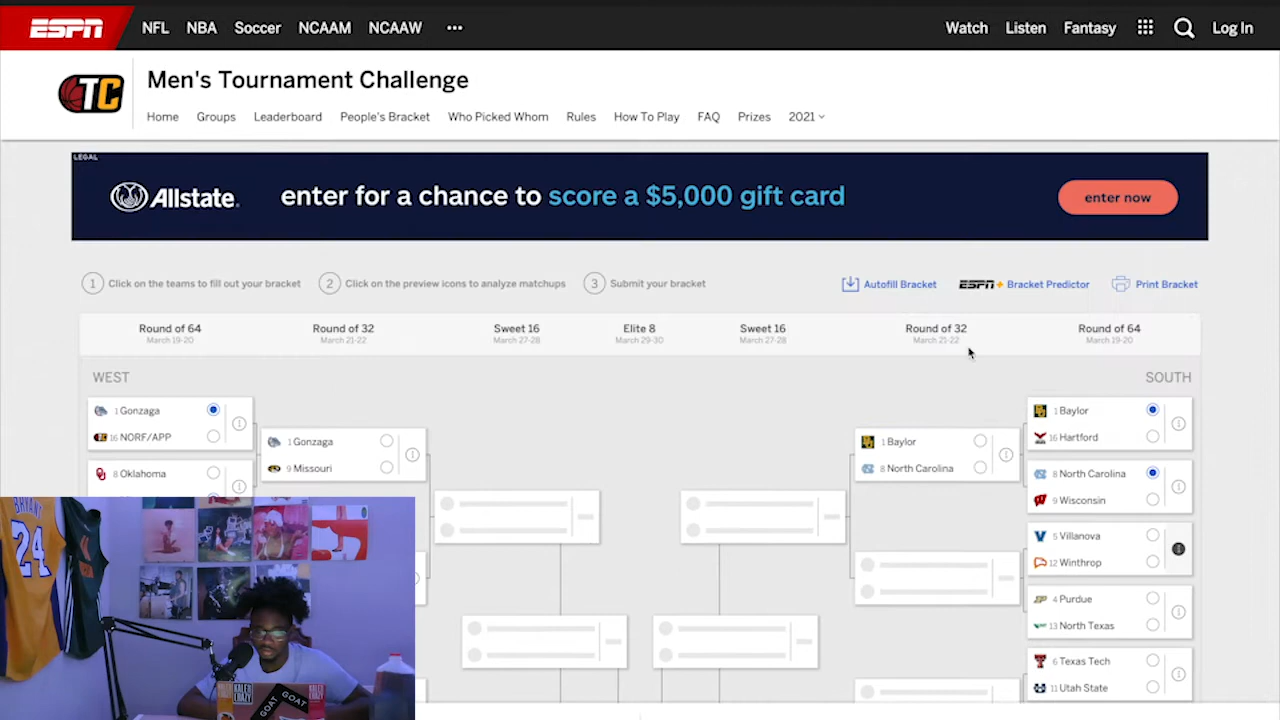 ESPN NFL NBA Soccer NCAAM NCAAW ••• Watch Listen Fantasy Log In
TC
Men's Tournament Challenge
Home Groups Leaderboard People's Bracket Who Picked Whom Rules How To Play FAQ Prizes 2021
LEGAL
Allstate. enter for a chance to score a $5,000 gift card enter now
1 Click on the teams to fill out your bracket 2 Click on the preview icons to analyze matchups 3 Submit your bracket Autofill Bracket ESPN+ Bracket Predictor Print Bracket
Round of 64 Round of 32 Sweet 16 Elite 8 Sweet 16 Round of 32 Round of 64
March 19-20 March 21-22 March 27-28 March 29-30 March 27-28 March 21-22 March 19-20
WEST SOUTH
1 Gonzaga
16 NORF/APP
8 Oklahoma
1 Gonzaga
9 Missouri
1 Baylor
8 North Carolina
1 Baylor
16 Hartford
8 North Carolina
9 Wisconsin
5 Villanova
12 Winthrop
4 Purdue
13 North Texas
6 Texas Tech
11 Utah State
BRYANT
24
GOAT
GOAT